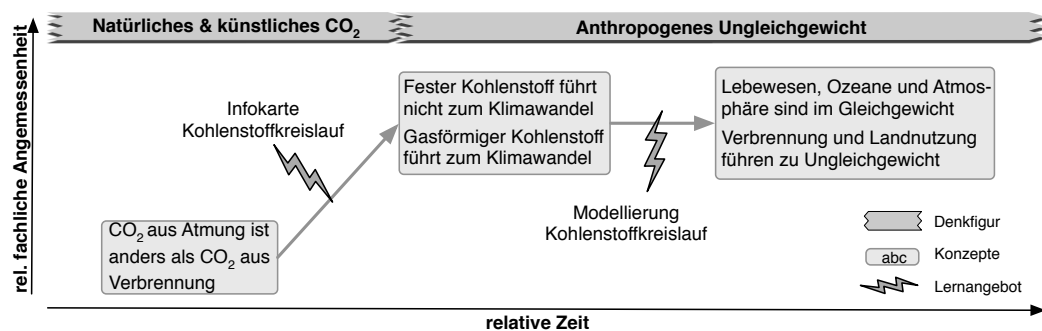 Natürliches & künstliches CO₂
Anthropogenes Ungleichgewicht
rel. fachliche Angemessenheit
Infokarte
Kohlenstoffkreislauf
Fester Kohlenstoff führt
nicht zum Klimawandel
Gasförmiger Kohlenstoff
führt zum Klimawandel
Lebewesen, Ozeane und Atmos-
phäre sind im Gleichgewicht
Verbrennung und Landnutzung
führen zu Ungleichgewicht
CO₂ aus Atmung ist
anders als CO₂ aus
Verbrennung
Modellierung
Kohlenstoffkreislauf
Denkfigur
abc
Konzepte
Lernangebot
relative Zeit